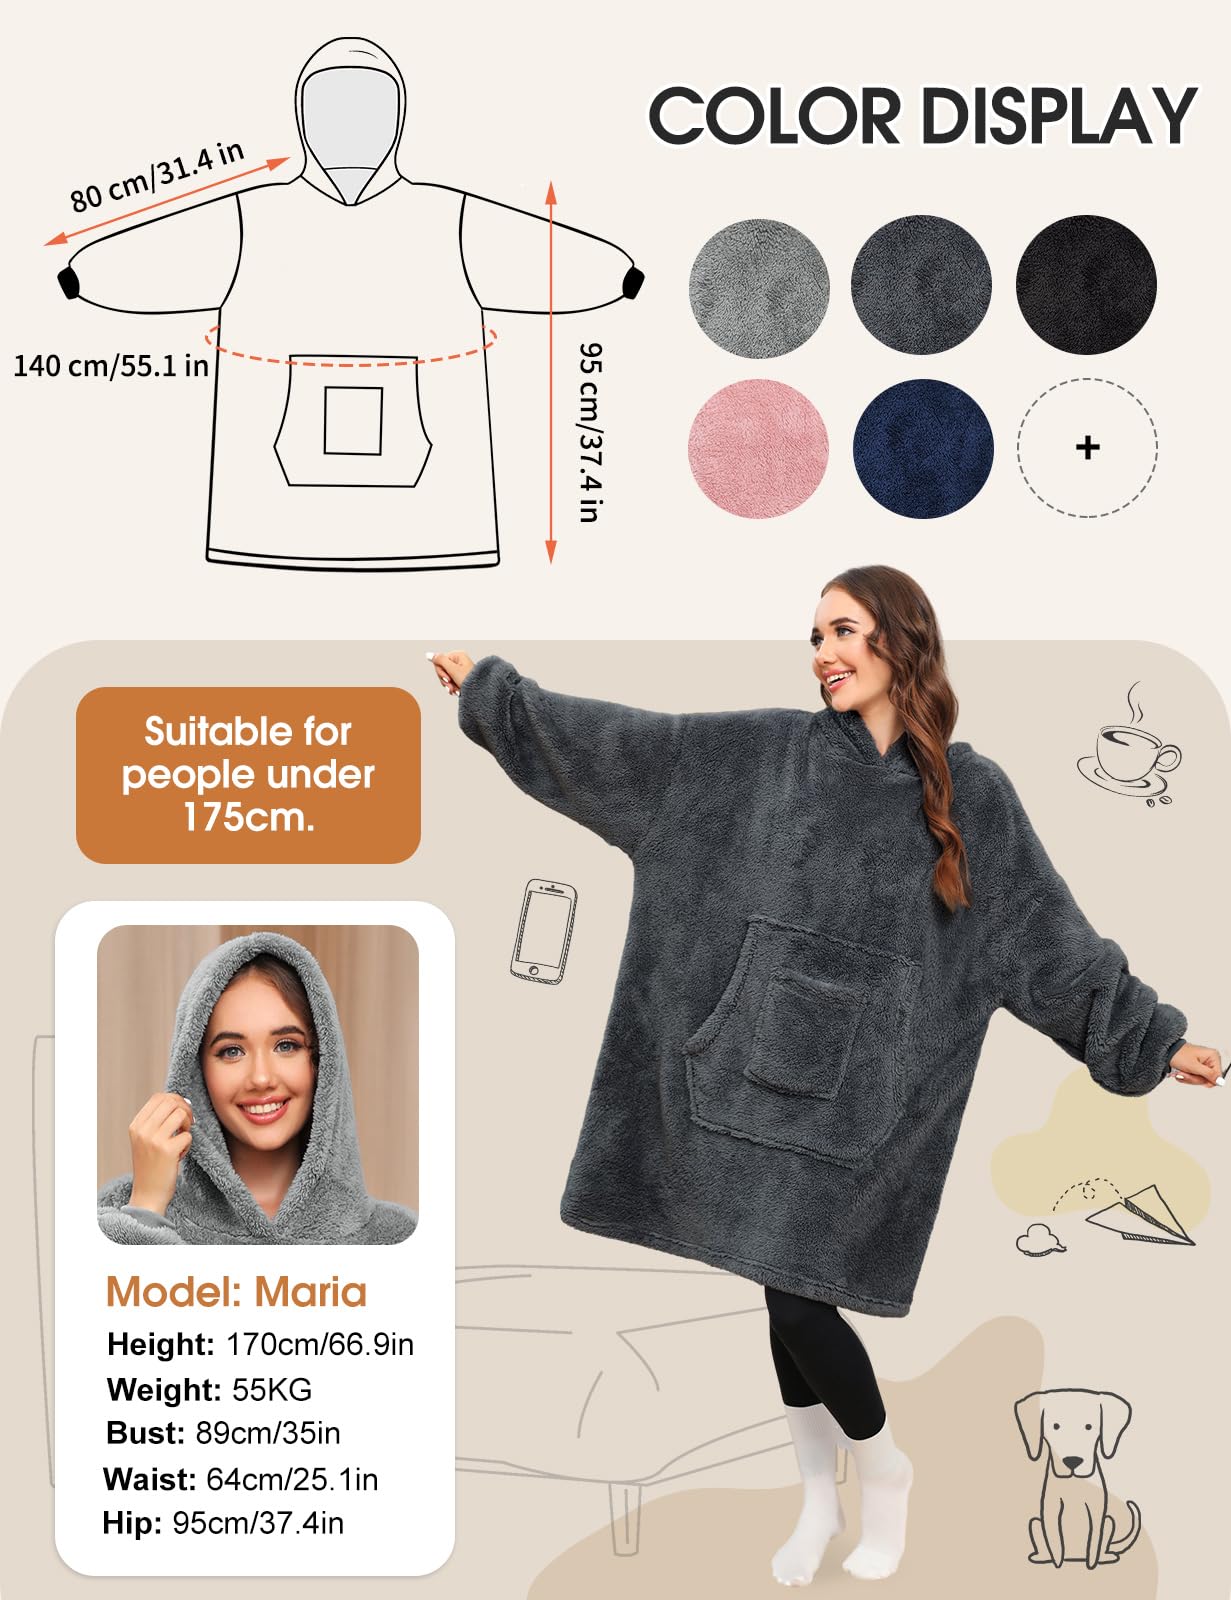 COLOR DISPLAY
80 cm/31.4 in
140 cm/55.1 in
95 cm/37.4 in
+
Suitable for
people under
175cm.
Model: Maria
Height: 170cm/66.9in
Weight: 55KG
Bust: 89cm/35in
Waist: 64cm/25.1in
Hip: 95cm/37.4in